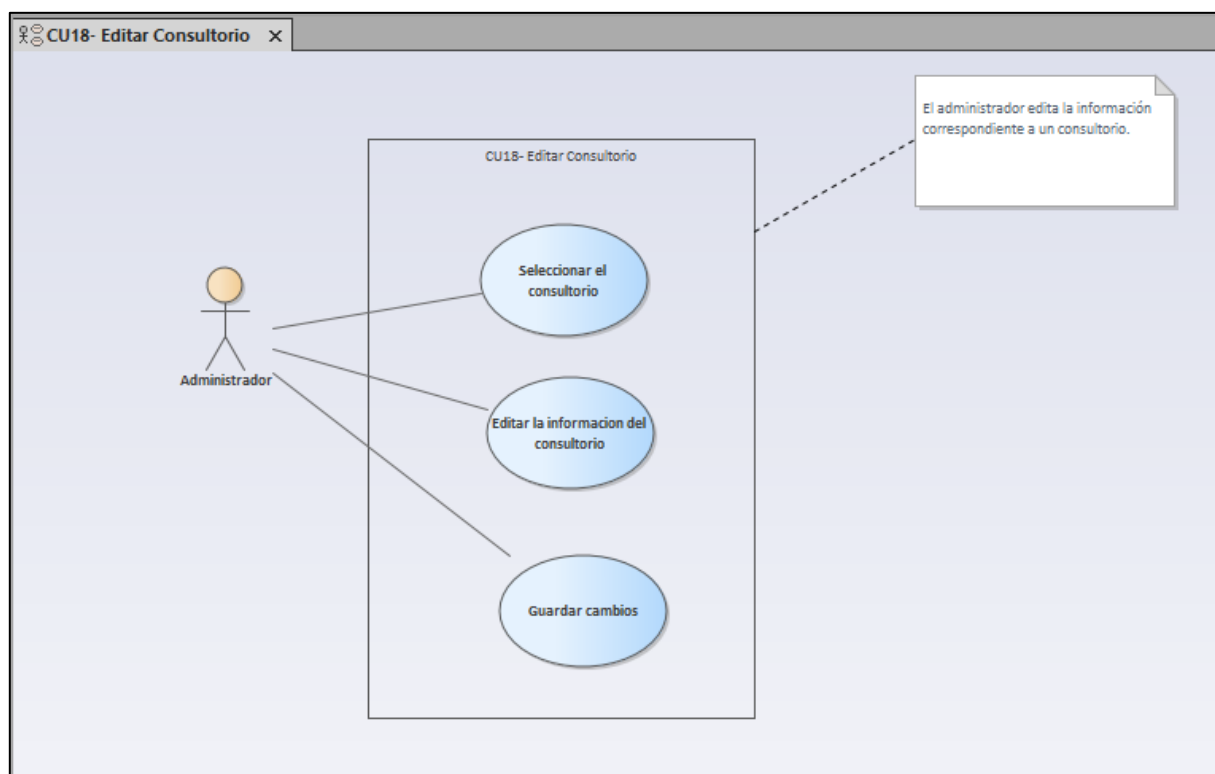 CU18- Editar Consultorio
El administrador edita la información
correspondiente a un consultorio.
CU18- Editar Consultorio
Seleccionar el
consultorio
Administrador
Editar la informacion del
consultorio
Guardar cambios